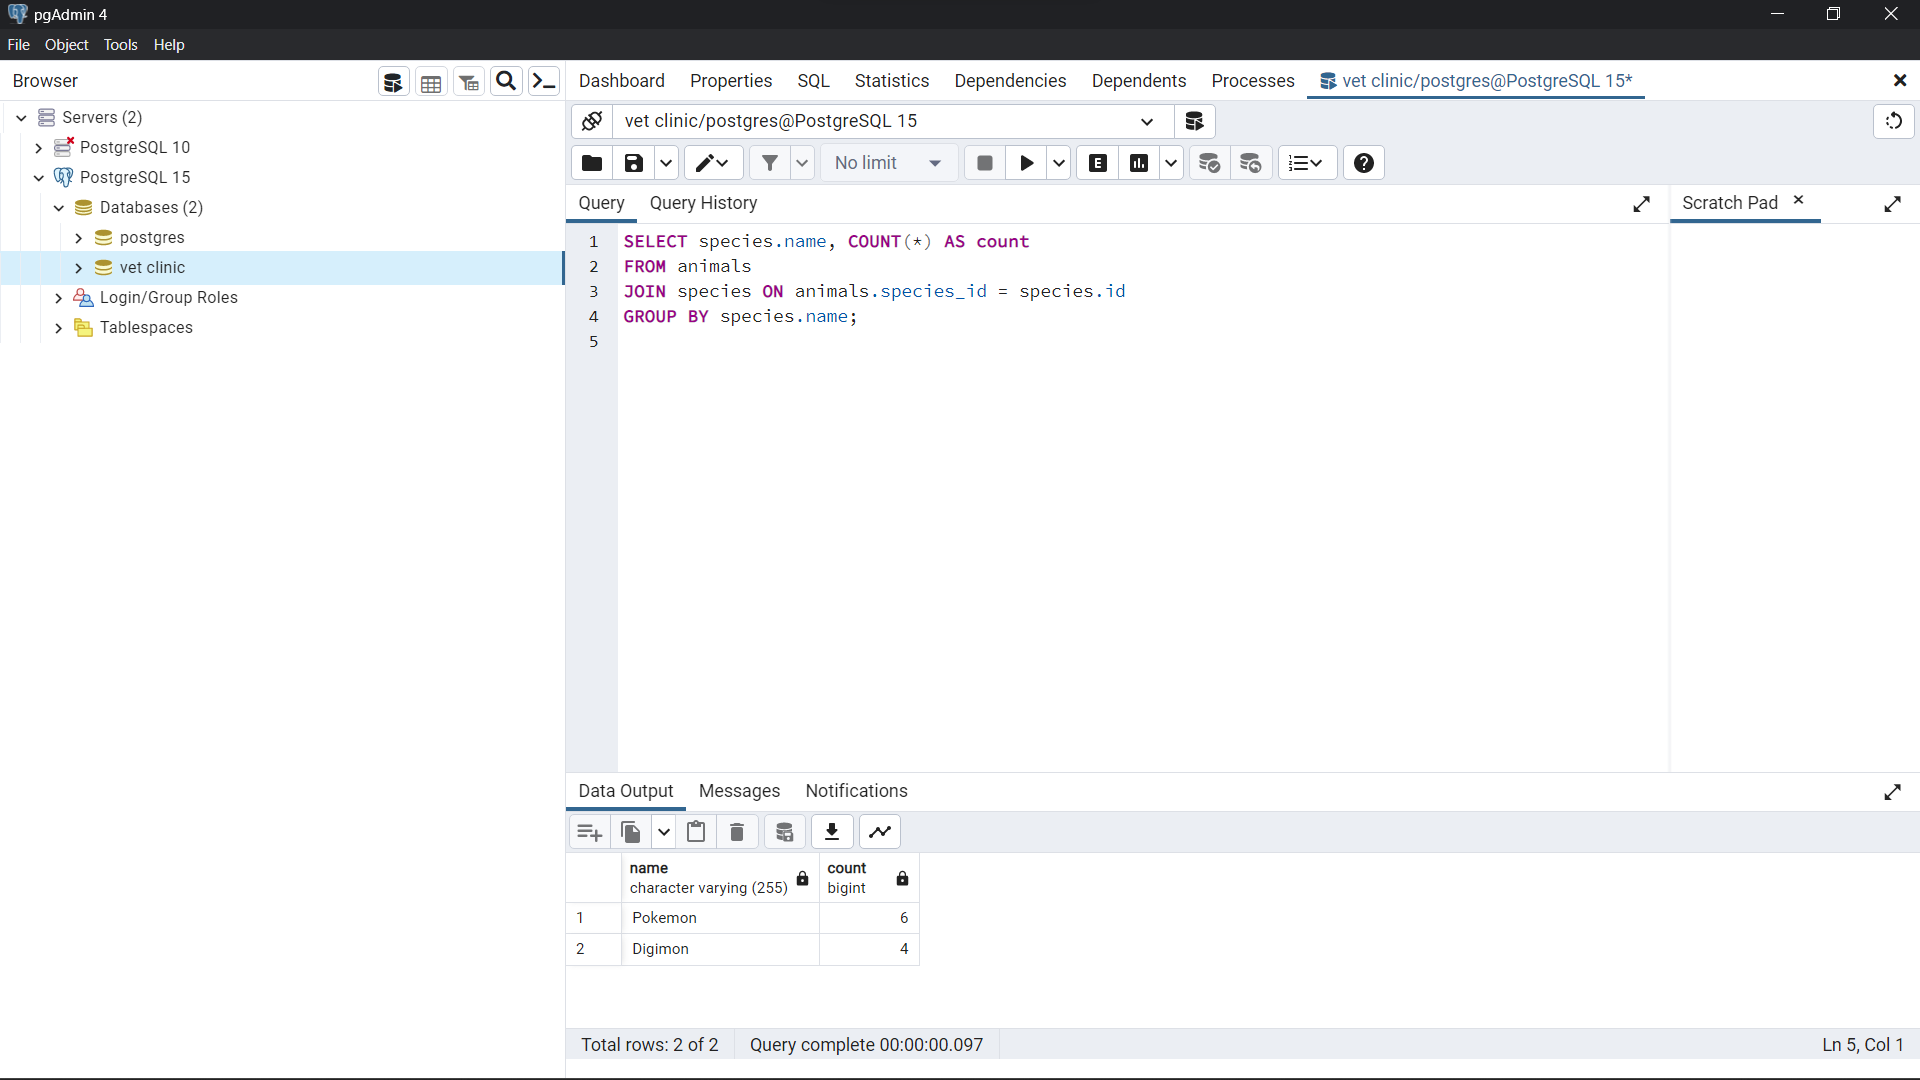 pgAdmin 4
File Object Tools Help
Browser
Servers (2)
PostgreSQL 10
PostgreSQL 15
Databases (2)
postgres
vet clinic
Login/Group Roles
Tablespaces
Dashboard Properties SQL Statistics Dependencies Dependents Processes vet clinic/postgres@PostgreSQL 15*
vet clinic/postgres@PostgreSQL 15
No limit E
Query Query History
Scratch Pad
1 SELECT species.name, COUNT(*) AS count
2 FROM animals
3 JOIN species ON animals.species_id = species.id
4 GROUP BY species.name;
5
Data Output Messages Notifications
name count
character varying (255) bigint
1 Pokemon 6
2 Digimon 4
Total rows: 2 of 2 Query complete 00:00:00.097 Ln 5, Col 1